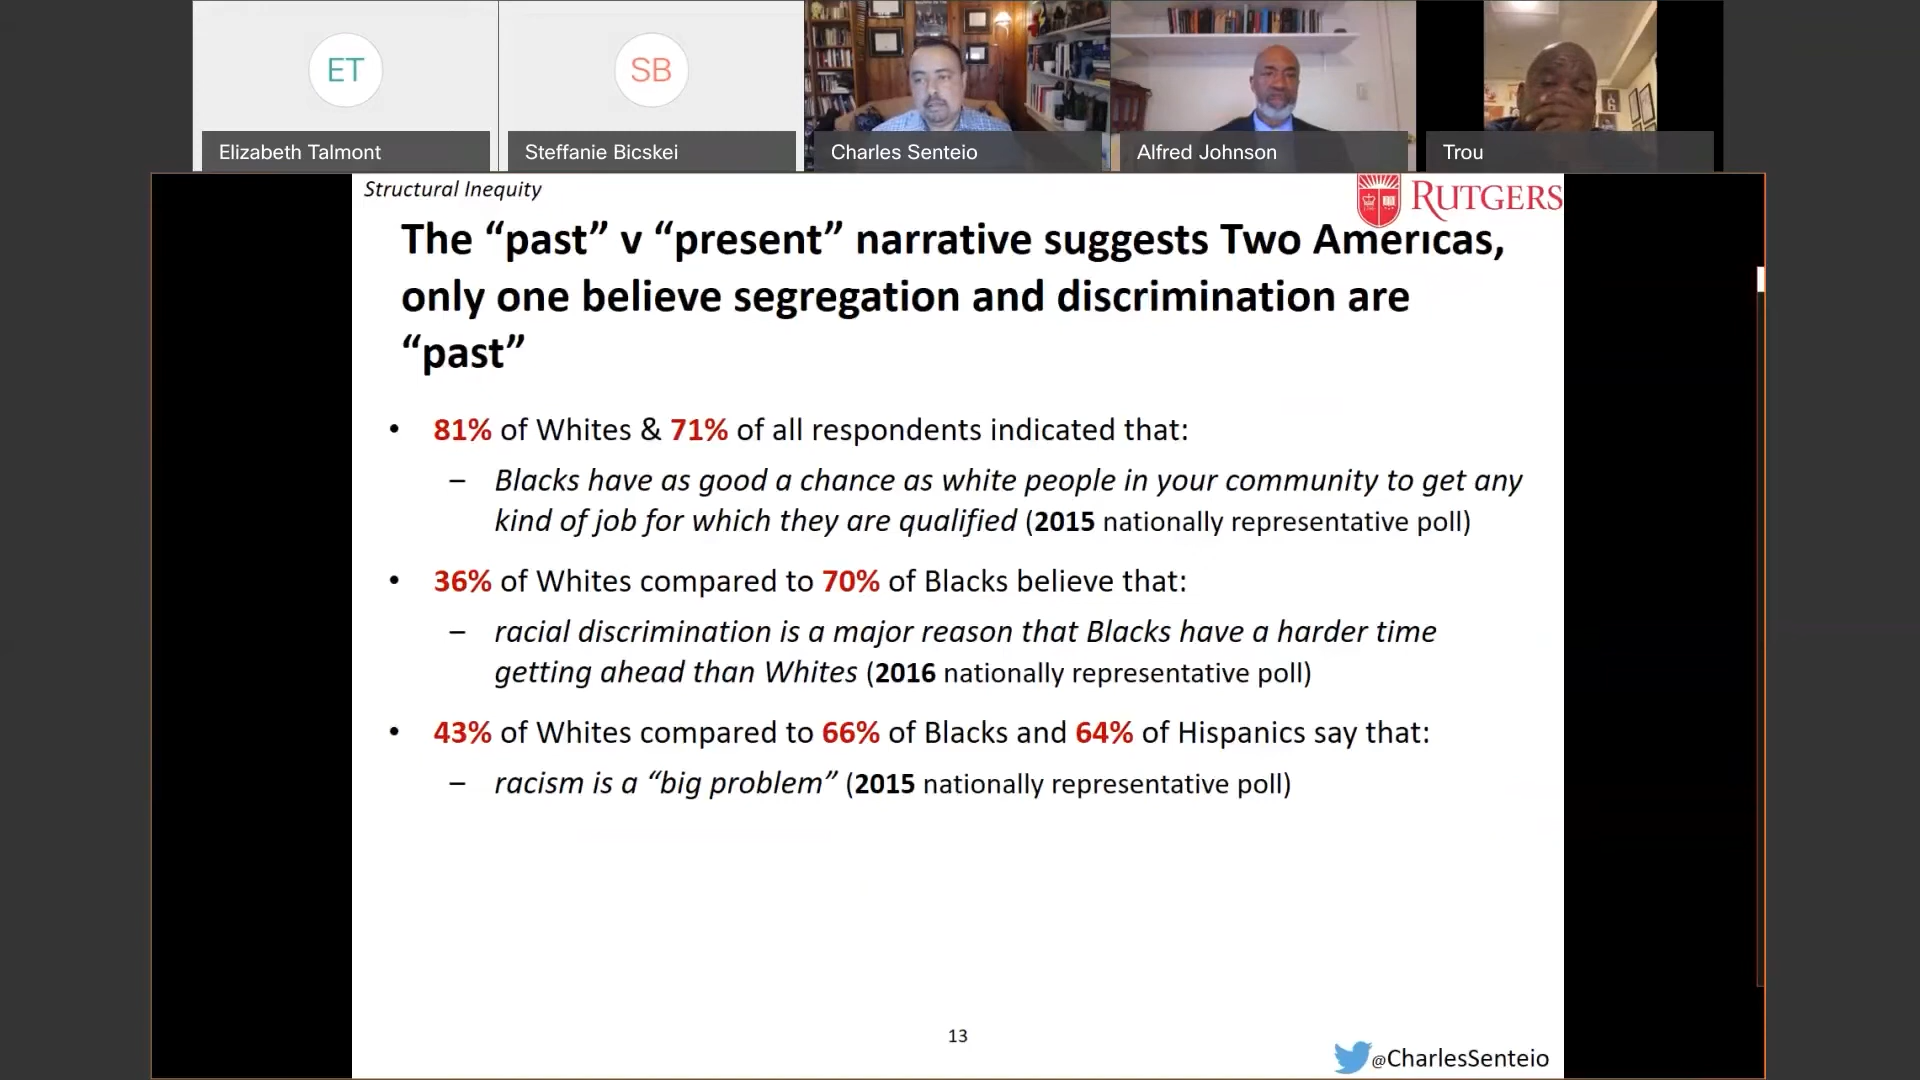 ET
SB
Elizabeth Talmont
Steffanie Bicskei
Charles Senteio
Alfred Johnson
Trou
Structural Inequity
RUTGERS
The “past” v “present” narrative suggests Two Americas,
only one believe segregation and discrimination are
“past”
• 81% of Whites & 71% of all respondents indicated that:
– Blacks have as good a chance as white people in your community to get any
kind of job for which they are qualified (2015 nationally representative poll)
• 36% of Whites compared to 70% of Blacks believe that:
– racial discrimination is a major reason that Blacks have a harder time
getting ahead than Whites (2016 nationally representative poll)
• 43% of Whites compared to 66% of Blacks and 64% of Hispanics say that:
– racism is a “big problem” (2015 nationally representative poll)
13
@CharlesSenteio